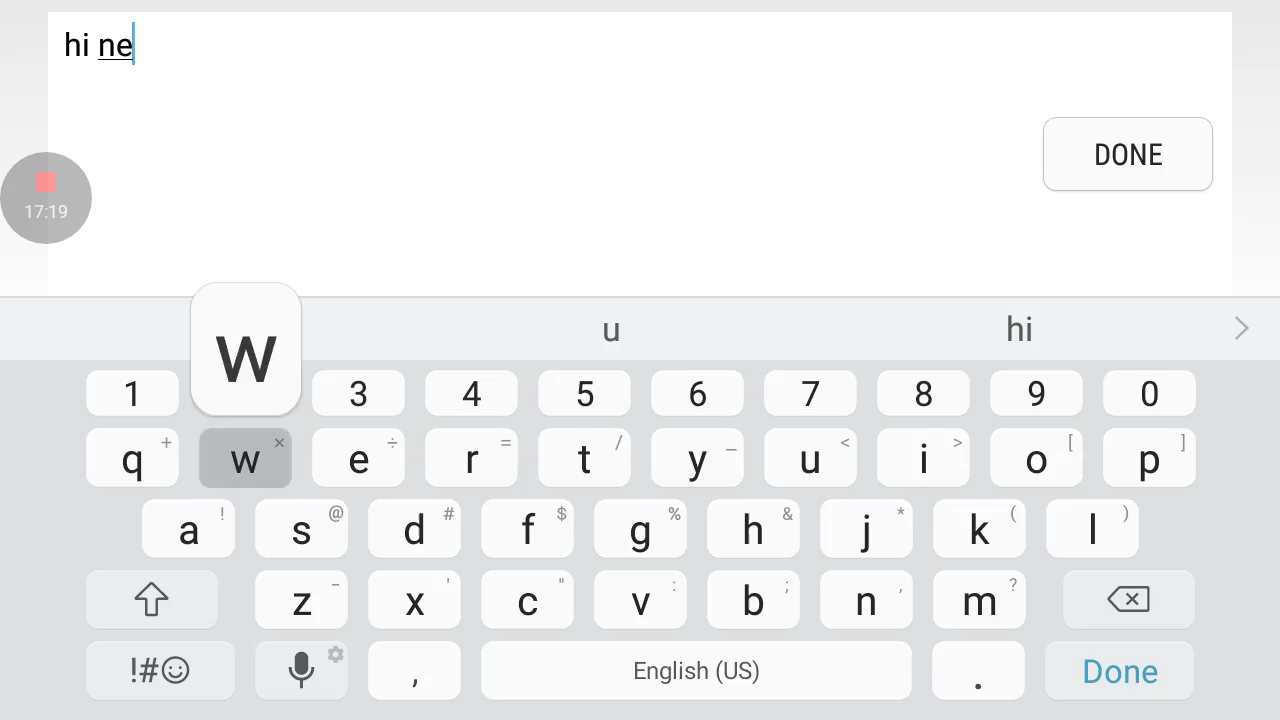 hi ne
DONE
17:19
W
u
hi
1 3 4 5 6 7 8 9 0
q + w × e ÷ r = t / y _ u < i > o [ p ]
a ! s @ d # f $ g % h & j * k ( l )
z - x ' c " v : b ; n , m ?
!#☺ , English (US) . Done